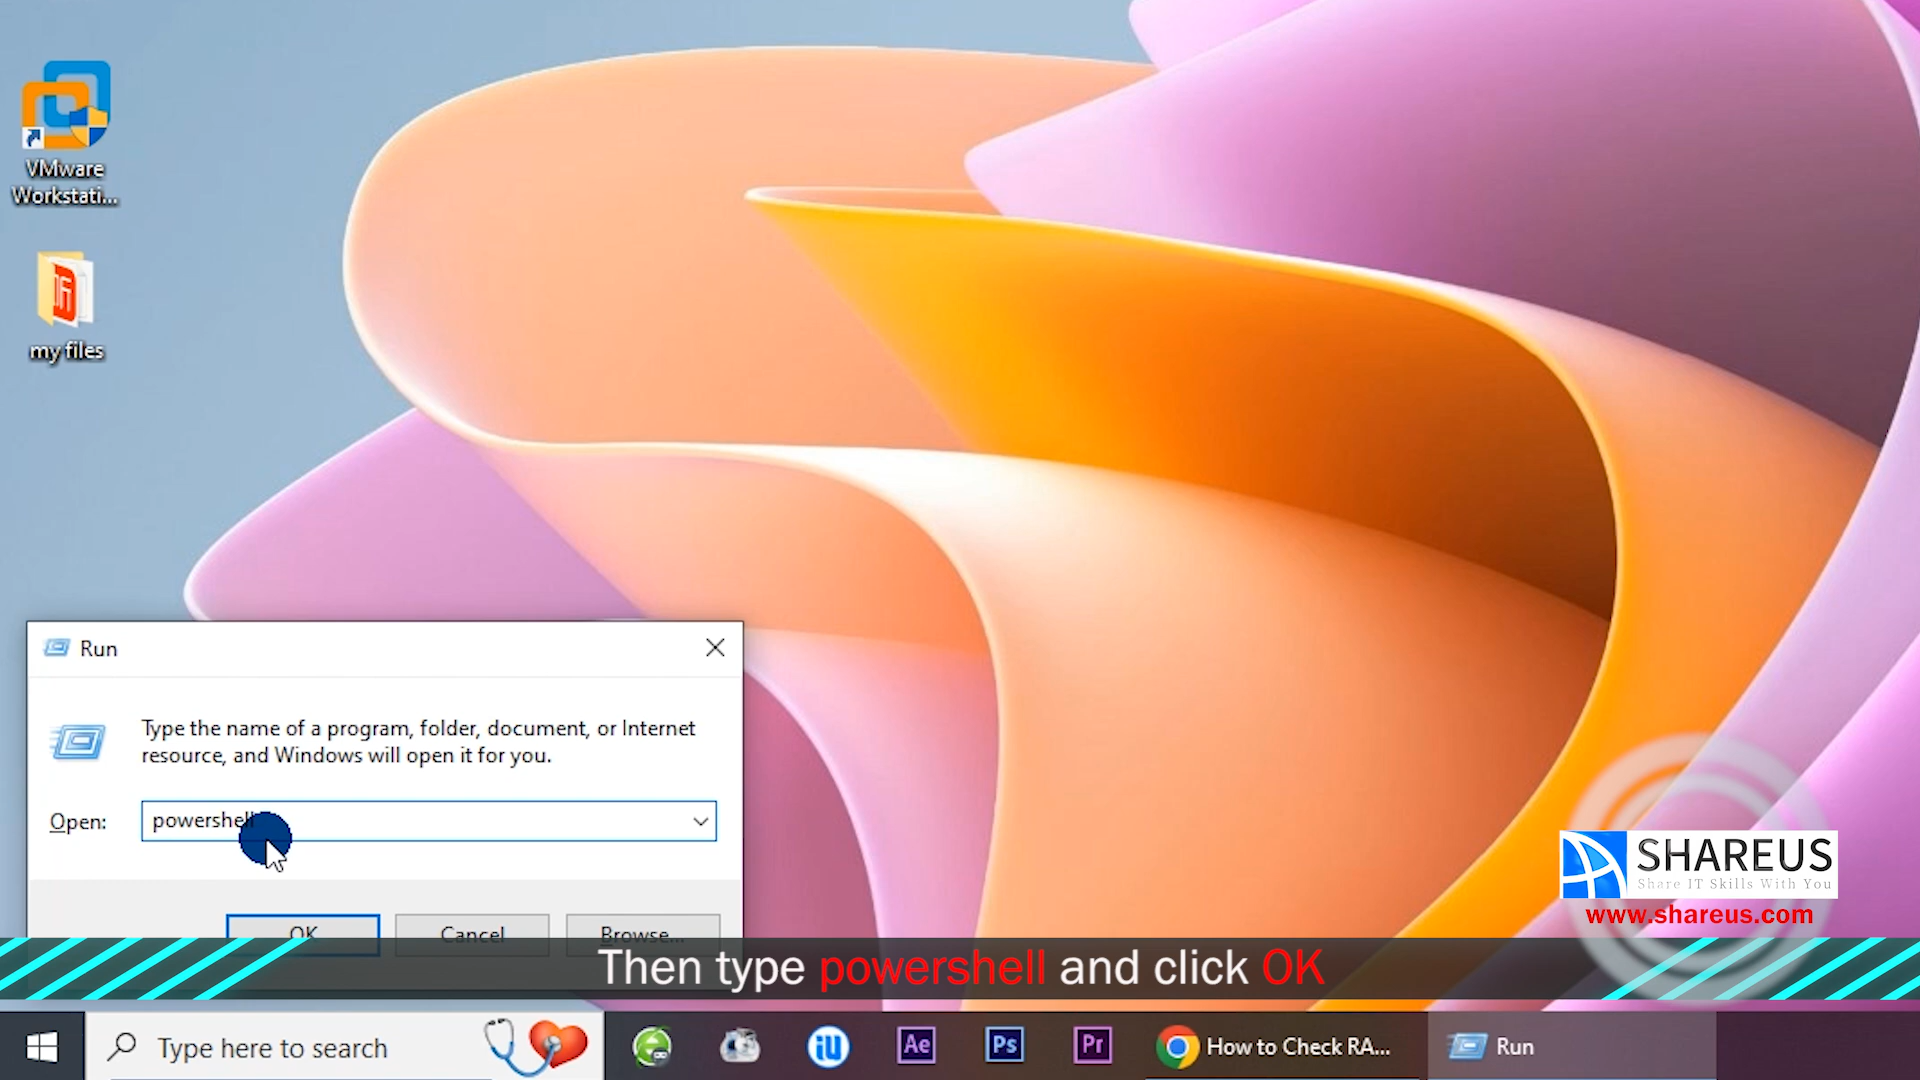 VMware
Workstati...
my files
Run
Type the name of a program, folder, document, or Internet
resource, and Windows will open it for you.
Open:
powershell
OK
Cancel
Browse...
SHAREUS
Share IT Skills With You
www.shareus.com
Then type powershell and click OK
Type here to search
iU
Ae
Ps
Pr
How to Check RA...
Run